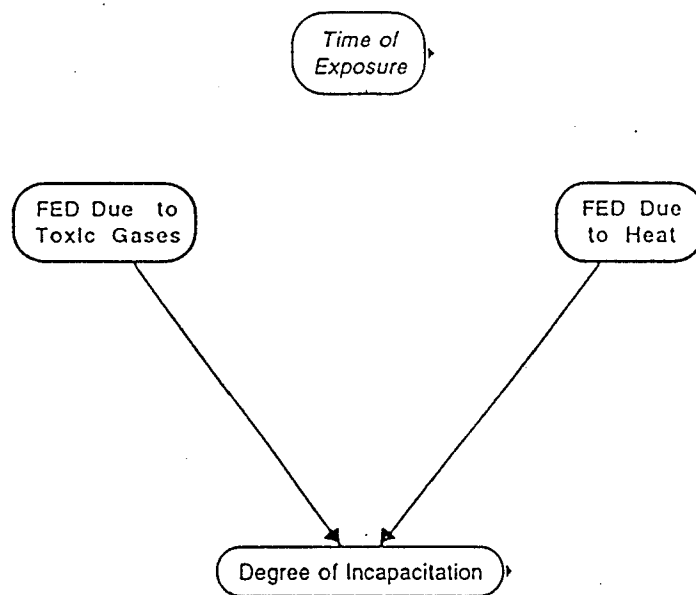 Time of
Exposure
FED Due to
Toxic Gases
FED Due
to Heat
Degree of Incapacitation